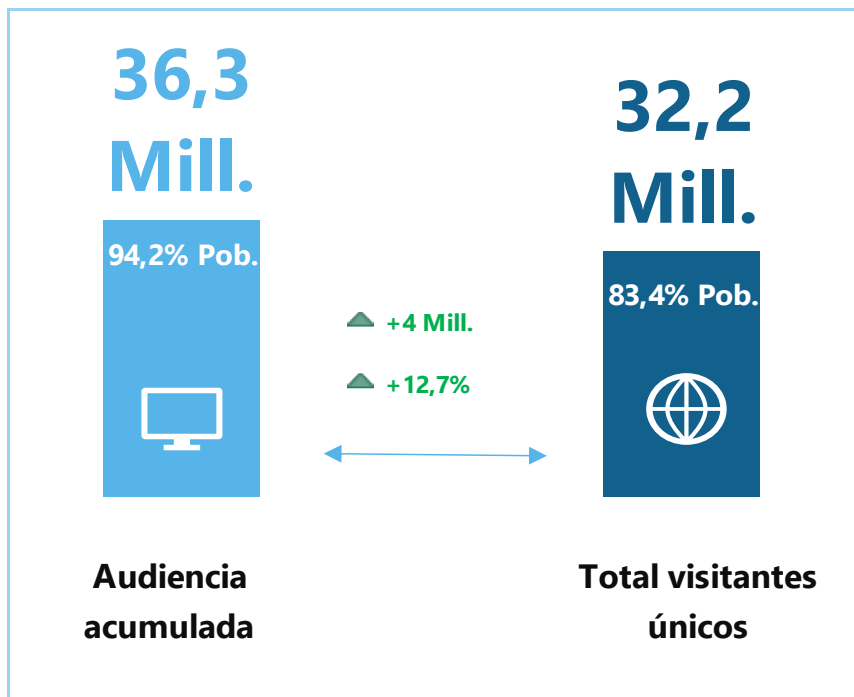 36,3
Mill.
94,2% Pob.
32,2
Mill.
83,4% Pob.
+4 Mill.
+12,7%
Audiencia
acumulada
Total visitantes
únicos